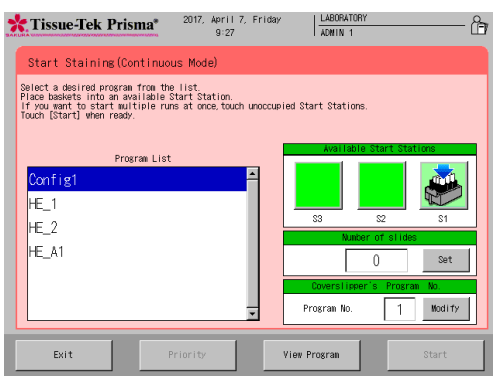 Tissue-Tek Prisma®
SAKURA
2017, April 7, Friday
9:27
LABORATORY
ADMIN 1
Start Staining(Continuous Mode)
Select a desired program from the list.
Place baskets into an available Start Station.
If you want to start multiple runs at once,touch unoccupied Start Stations.
Touch [Start] when ready.
Program List
Config1
HE_1
HE_2
HE_A1
Available Start Stations
S3 S2 S1
Number of slides
0 Set
Coverslipper's Program No.
Program No. 1 Modify
Exit Priority View Program Start